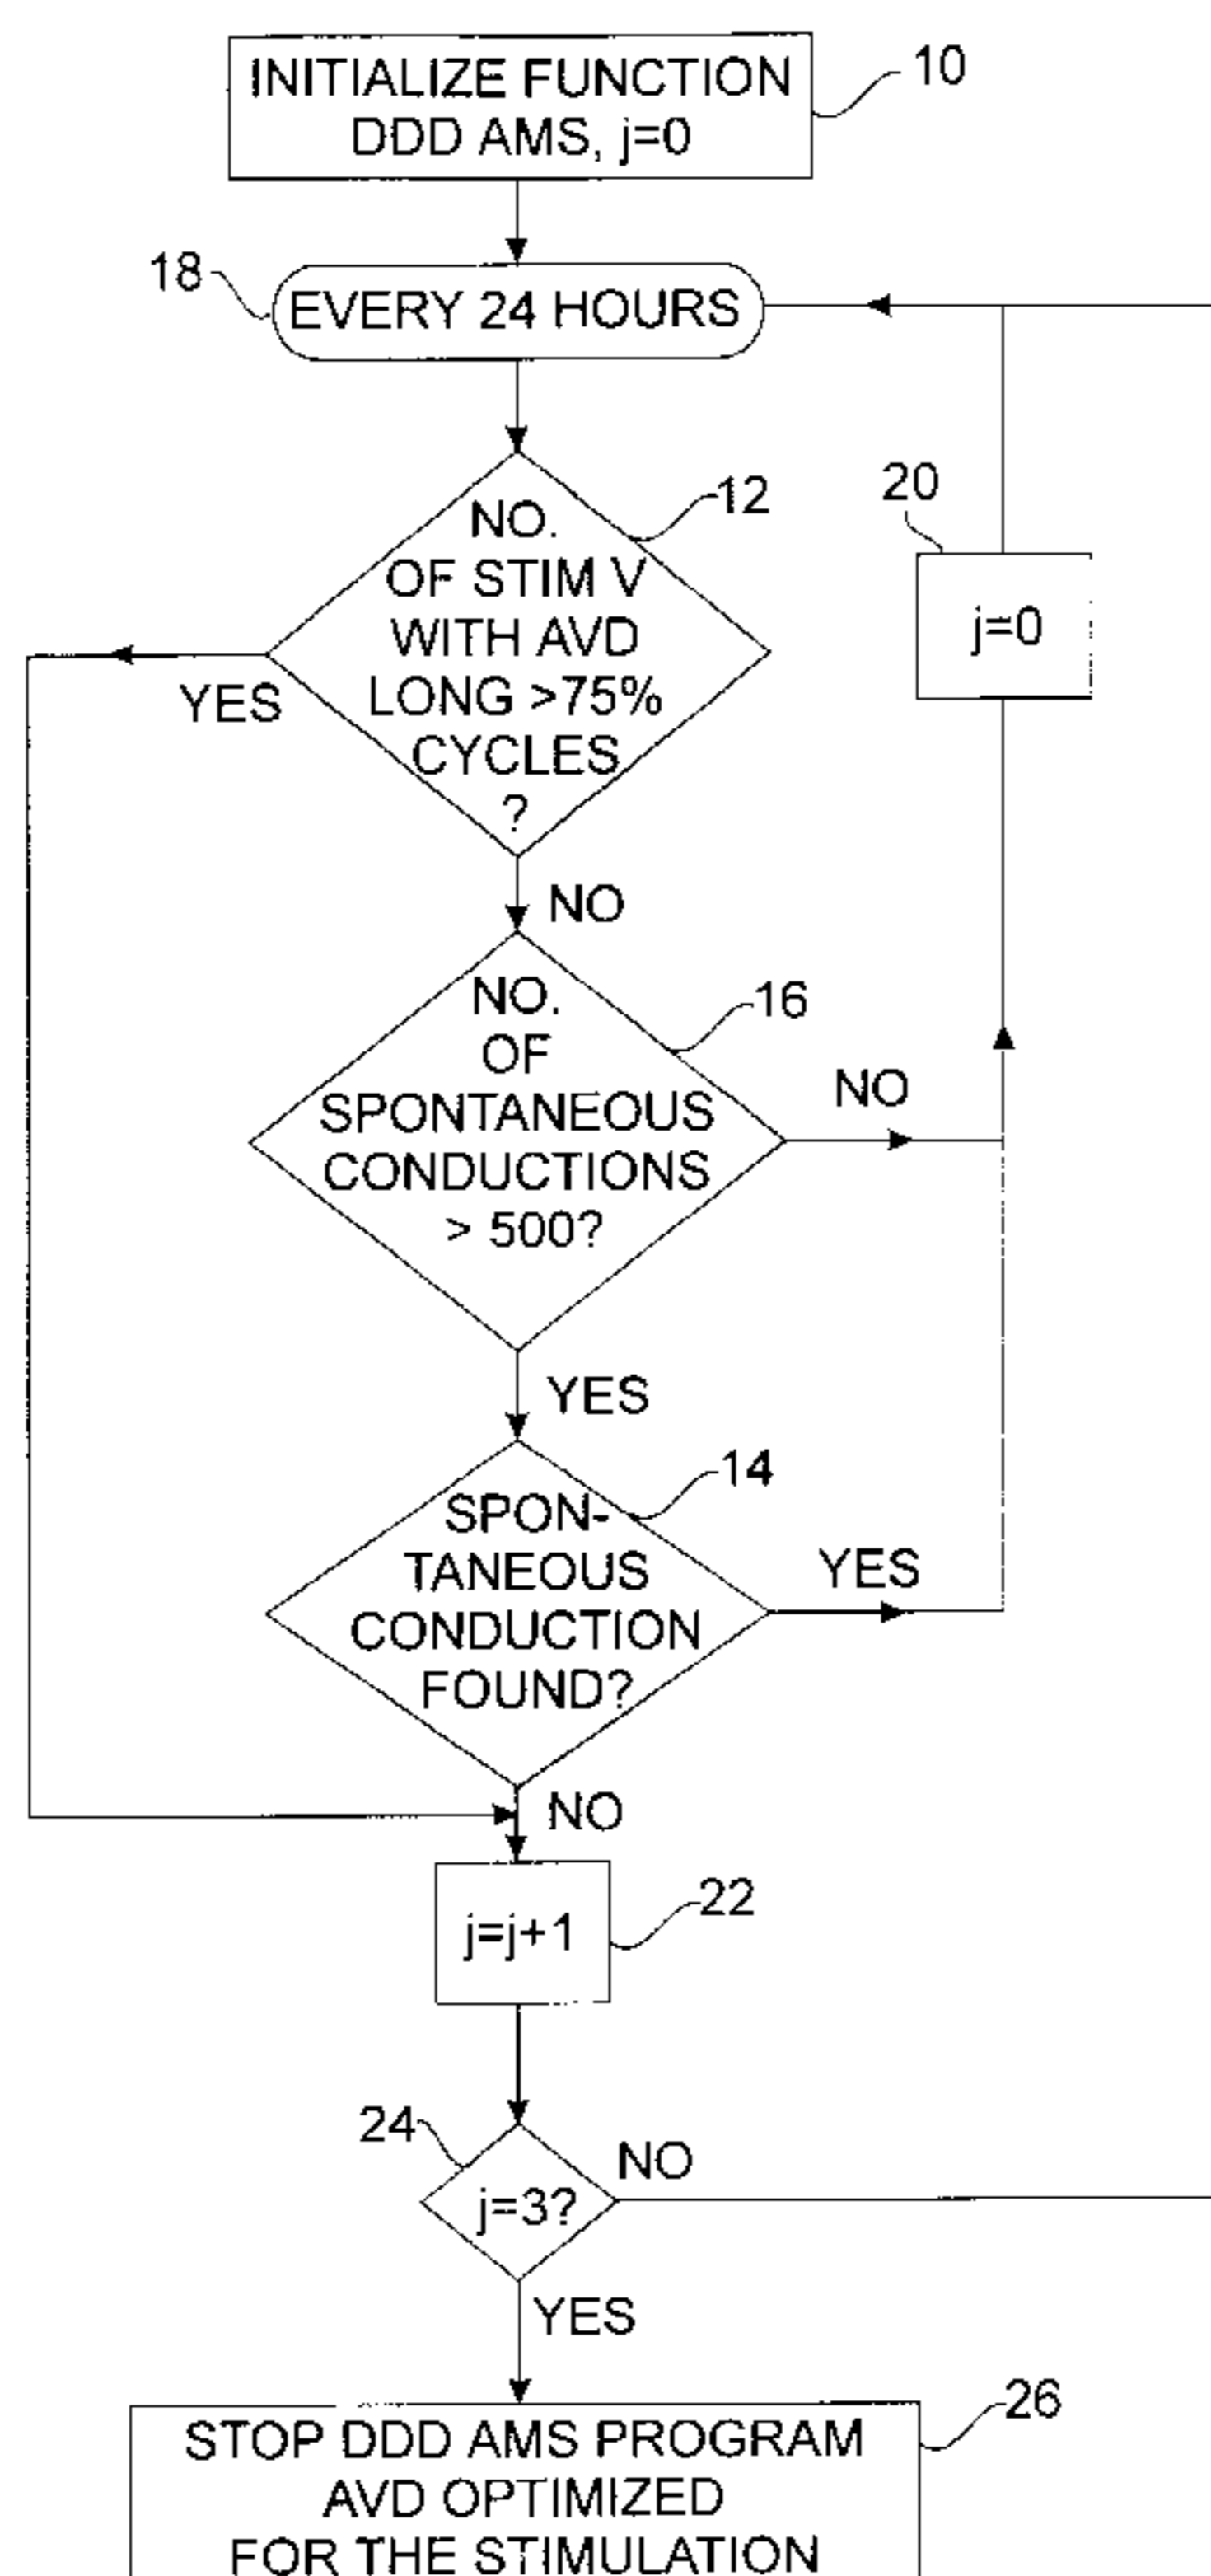 INITIALIZE FUNCTION
DDD AMS, j=0
10
18
EVERY 24 HOURS
12
NO.
OF STIM V
WITH AVD
LONG >75%
CYCLES
?
YES
20
j=0
NO
16
NO.
OF
SPONTANEOUS
CONDUCTIONS
> 500?
NO
YES
14
SPON-
TANEOUS
CONDUCTION
FOUND?
YES
NO
j=j+1
22
24
j=3?
NO
YES
26
STOP DDD AMS PROGRAM
AVD OPTIMIZED
FOR THE STIMULATION